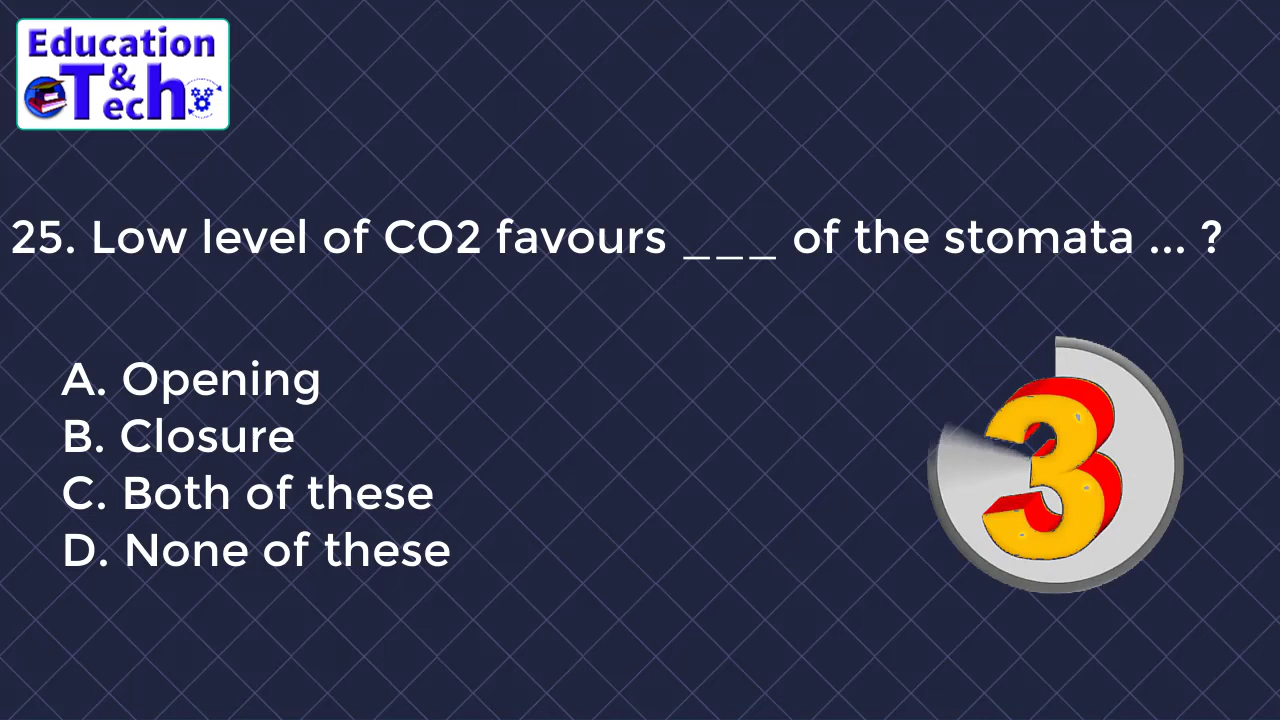 Education
&
Tech
25. Low level of CO2 favours ___ of the stomata ... ?
A. Opening
B. Closure
C. Both of these
D. None of these
3